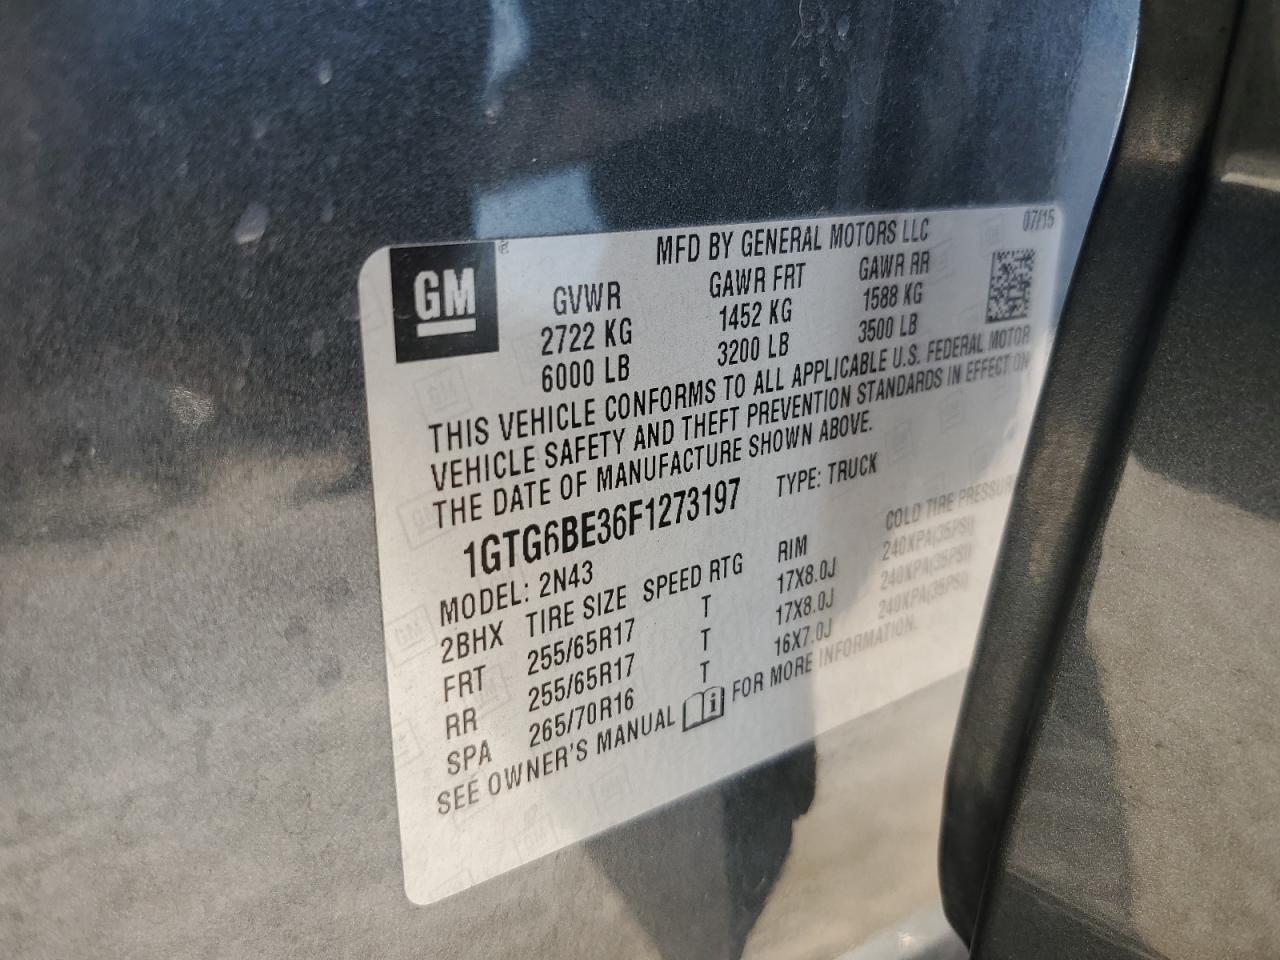 MFD BY GENERAL MOTORS LLC 07/15
GM
GVWR GAWR FRT GAWR RR
2722 KG 1452 KG 1588 KG
6000 LB 3200 LB 3500 LB
THIS VEHICLE CONFORMS TO ALL APPLICABLE U.S. FEDERAL MOTOR
VEHICLE SAFETY AND THEFT PREVENTION STANDARDS IN EFFECT ON
THE DATE OF MANUFACTURE SHOWN ABOVE.
1GTG6BE36F1273197 TYPE: TRUCK
MODEL: 2N43
2BHX TIRE SIZE SPEED RTG RIM COLD TIRE PRESSURE
FRT 255/65R17 T 17X8.0J 240KPA(35PSI)
RR 255/65R17 T 17X8.0J 240KPA(35PSI)
SPA 265/70R16 T 16X7.0J 240KPA(35PSI)
SEE OWNER'S MANUAL FOR MORE INFORMATION.